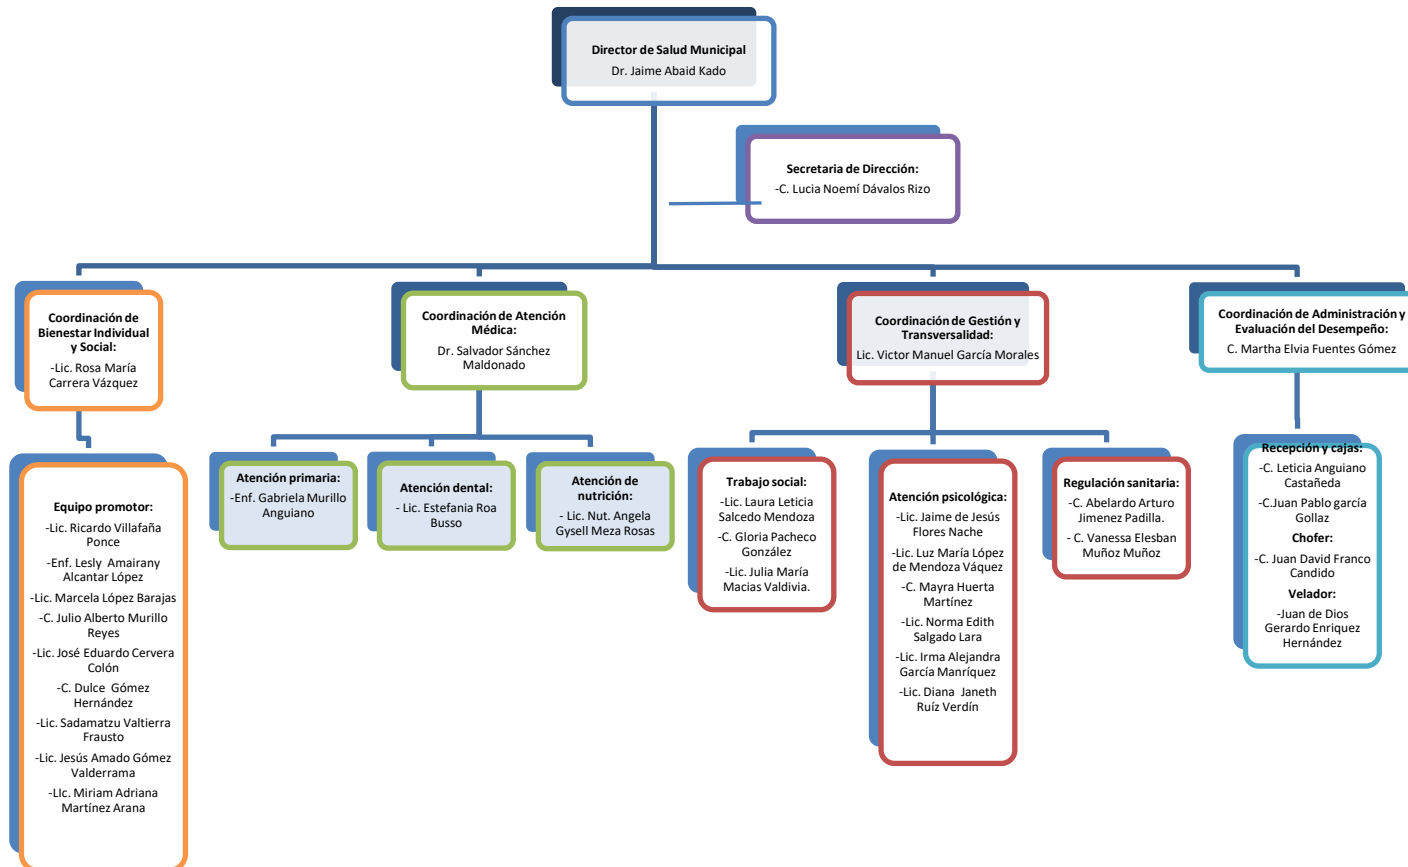 Director de Salud Municipal
Dr. Jaime Abaid Kado
Secretaria de Dirección:
-C. Lucia Noemí Dávalos Rizo
Coordinación de
Bienestar Individual
y Social:
-Lic. Rosa María
Carrera Vázquez
Coordinación de Atención
Médica:
Dr. Salvador Sánchez
Maldonado
Coordinación de Gestión y
Transversalidad:
Lic. Victor Manuel García Morales
Coordinación de Administración y
Evaluación del Desempeño:
C. Martha Elvia Fuentes Gómez
Equipo promotor:
-Lic. Ricardo Villafaña
Ponce
-Enf. Lesly  Amairany
Alcantar López
-Lic. Marcela López Barajas
-C. Julio Alberto Murillo
Reyes
-Lic. José Eduardo Cervera
Colón
-C. Dulce  Gómez
Hernández
-Lic. Sadamatzu Valtierra
Frausto
-Lic. Jesús Amado Gómez
Valderrama
-LIc. Miriam Adriana
Martínez Arana
Atención primaria:
-Enf. Gabriela Murillo
Anguiano
Atención dental:
- Lic. Estefania Roa
Busso
Atención de
nutrición:
- Lic. Nut. Angela
Gysell Meza Rosas
Trabajo social:
-Lic. Laura Leticia
Salcedo Mendoza
-C. Gloria Pacheco
González
-Lic. Julia María
Macias Valdivia.
Atención psicológica:
-Lic. Jaime de Jesús
Flores Nache
-Lic. Luz María López
de Mendoza Váquez
-C. Mayra Huerta
Martínez
-Lic. Norma Edith
Salgado Lara
-Lic. Irma Alejandra
García Manríquez
-Lic. Diana  Janeth
Ruíz Verdín
Regulación sanitaria:
-C. Abelardo Arturo
Jimenez Padilla.
- C. Vanessa Elesban
Muñoz Muñoz
Recepción y cajas:
-C. Leticia Anguiano
Castañeda
-C.Juan Pablo garcía
Gollaz
Chofer:
-C. Juan David Franco
Candido
Velador:
-Juan de Dios
Gerardo Enriquez
Hernández